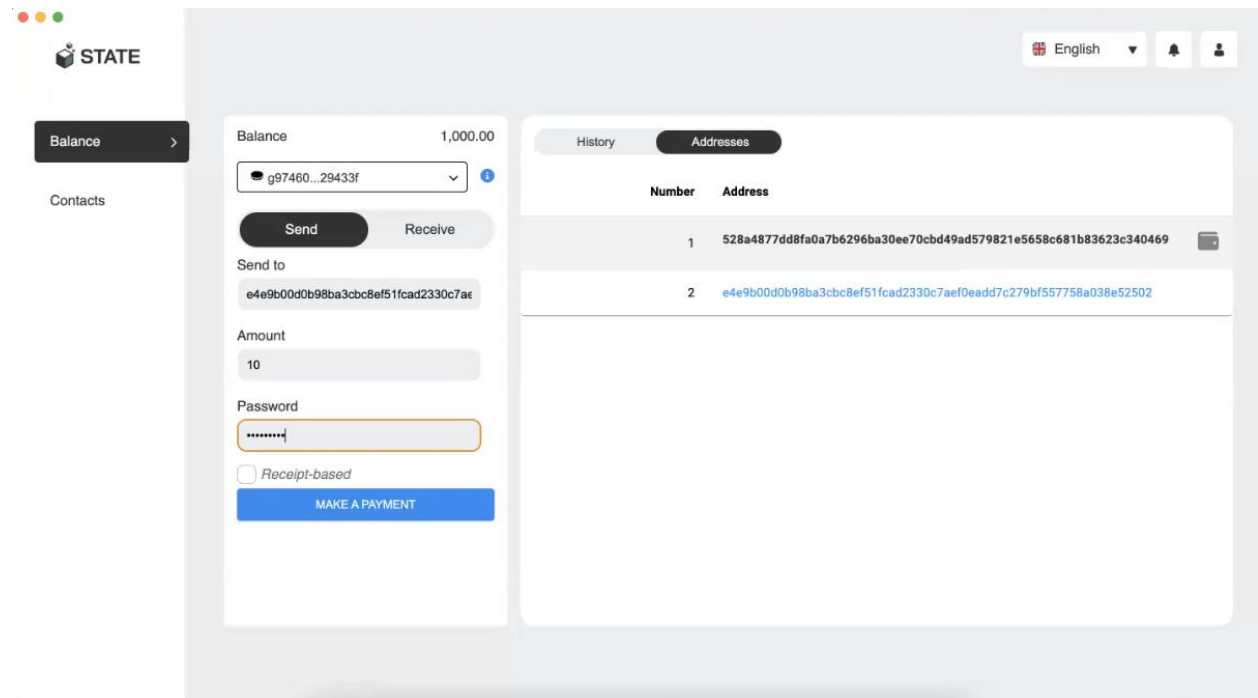 STATE
English
Balance
Contacts
Balance 1,000.00
g97460...29433f
Send Receive
Send to
e4e9b00d0b98ba3cbc8ef51fcad2330c7ae
Amount
10
Password
•••••••••
Receipt-based
MAKE A PAYMENT
History Addresses
Number Address
1 528a4877dd8fa0a7b6296ba30ee70cbd49ad579821e5658c681b83623c340469
2 e4e9b00d0b98ba3cbc8ef51fcad2330c7aef0eadd7c279bf557758a038e52502